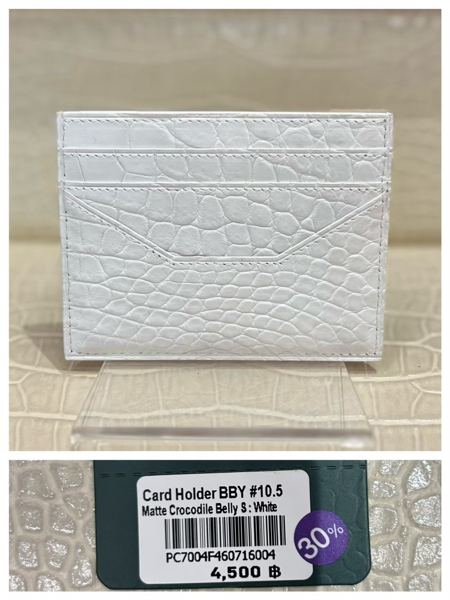 Card Holder BBY #10.5
Matte Crocodile Belly S : White
PC7004F460716004
4,500 ฿
30%